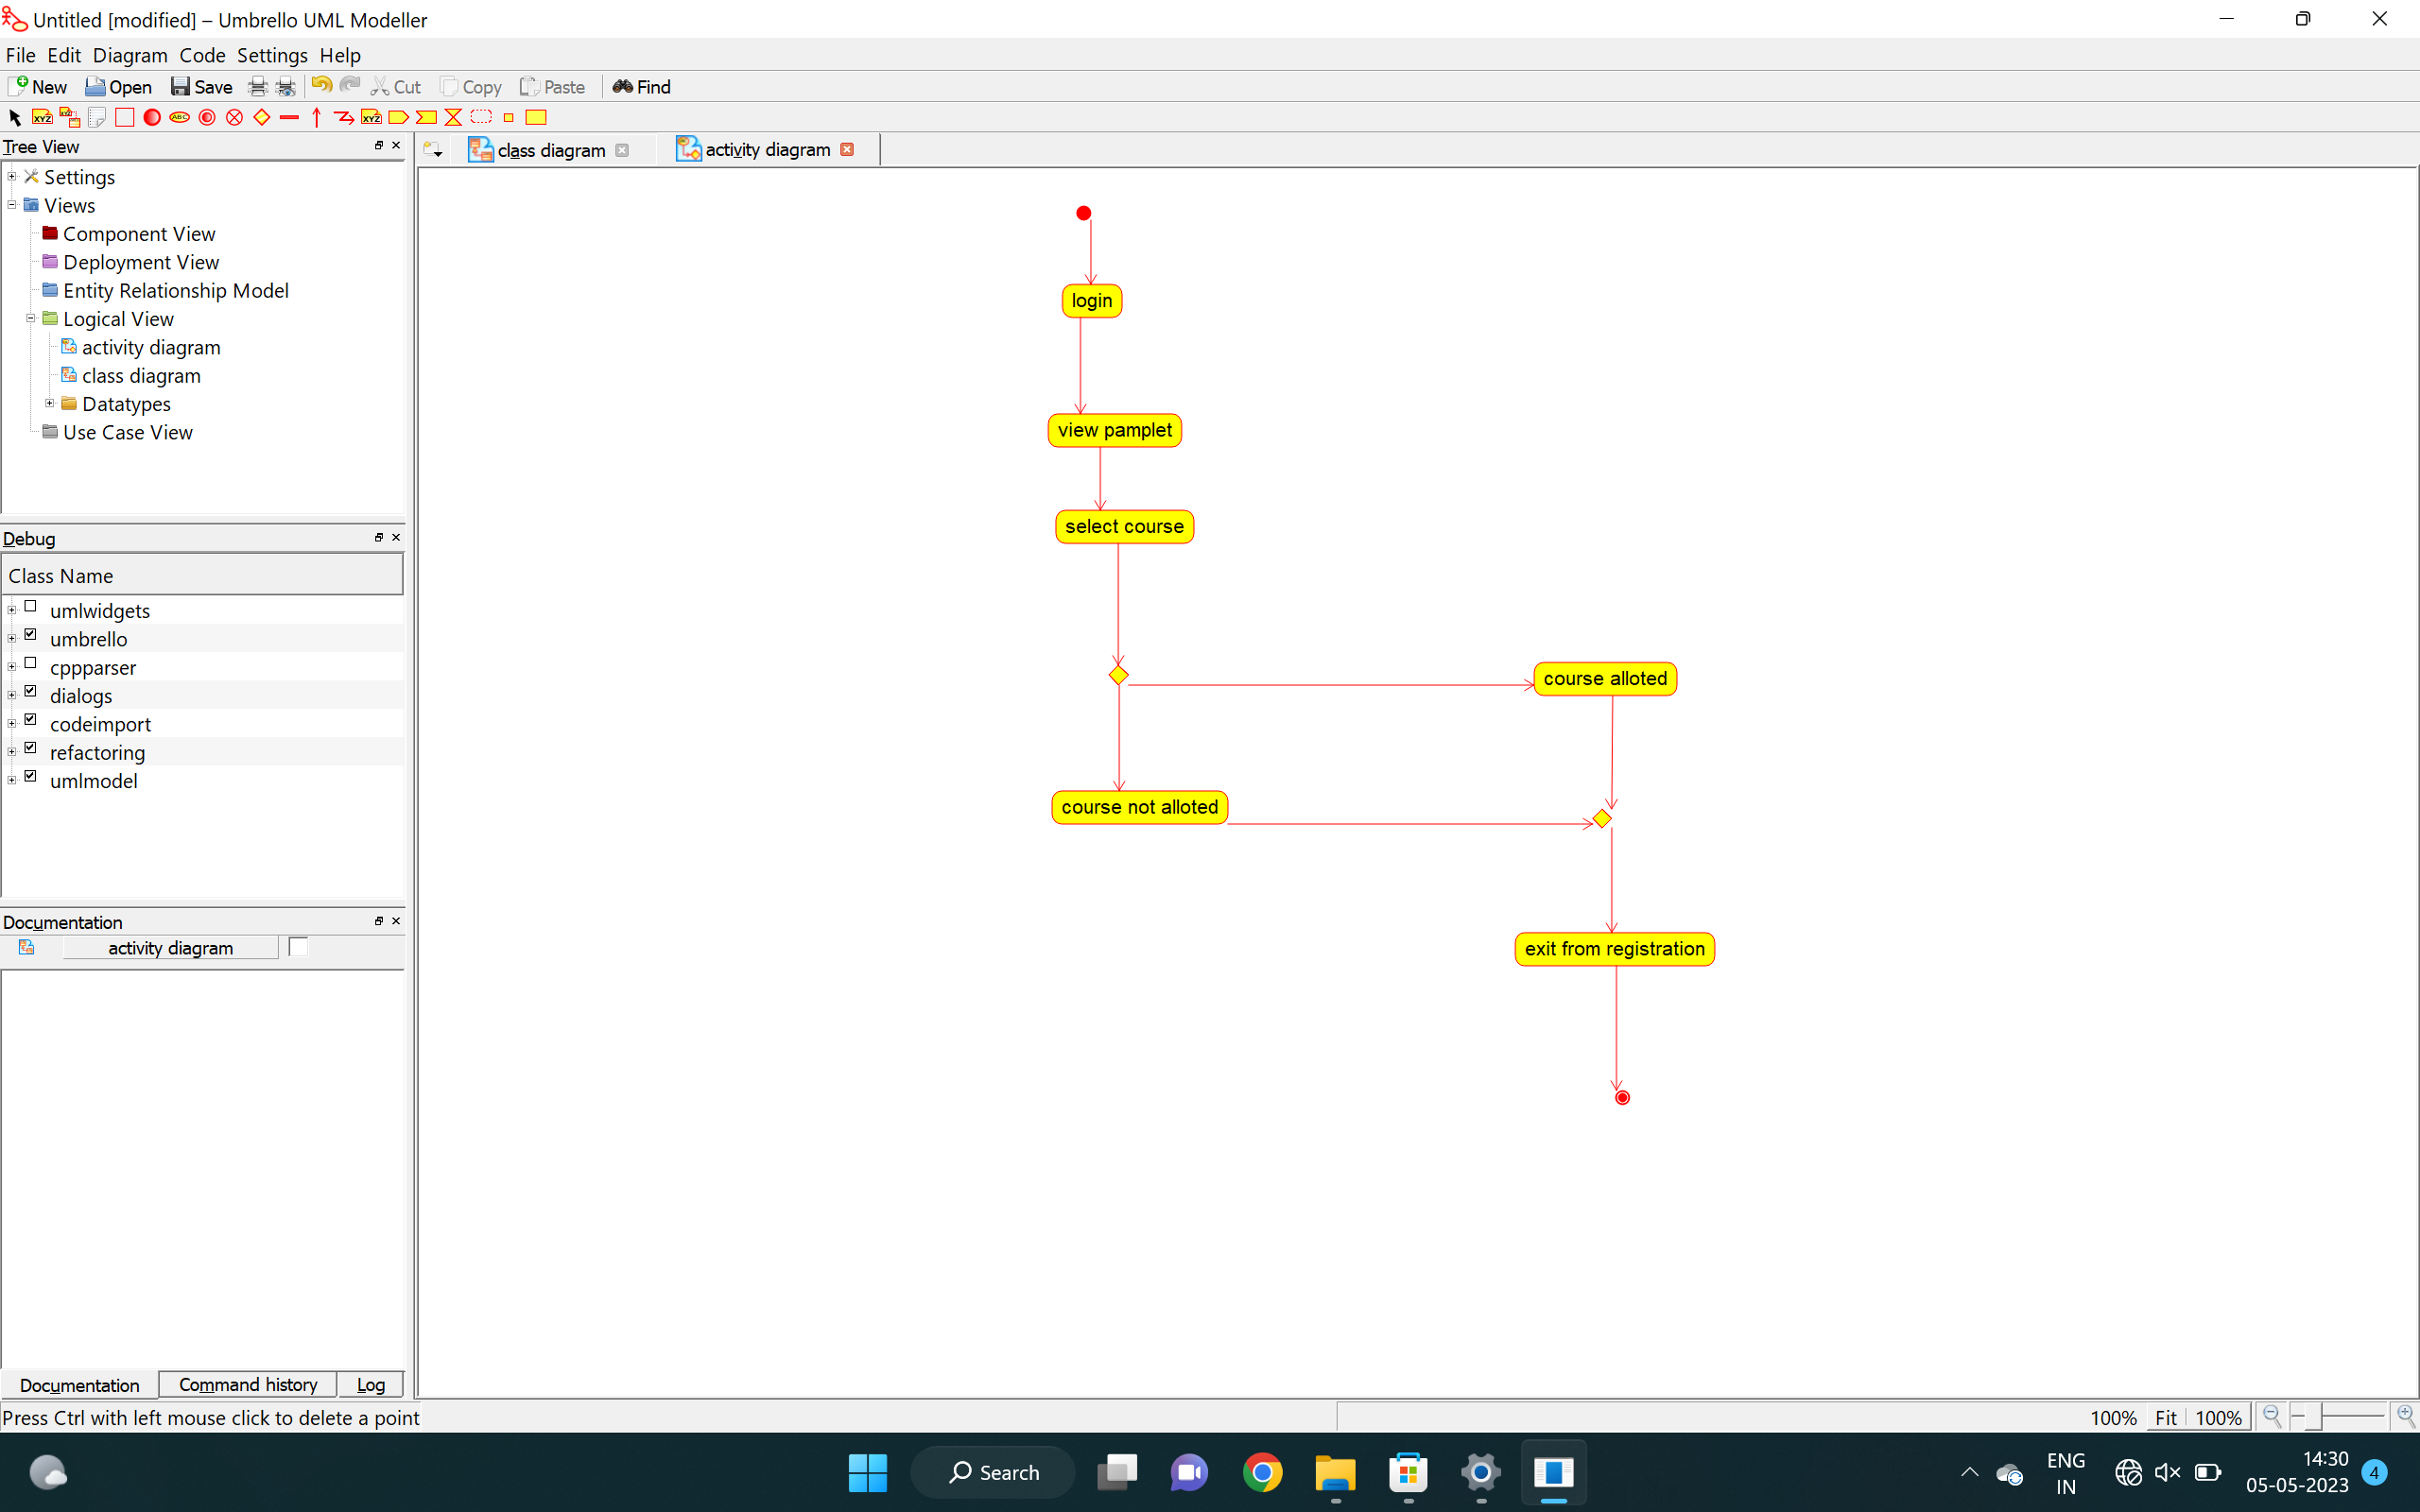 Untitled [modified] – Umbrello UML Modeller
File Edit Diagram Code Settings Help
New Open Save Cut Copy Paste Find
XYZ XYZ ABC XYZ
Tree View
class diagram activity diagram
Settings
Views
Component View
Deployment View
Entity Relationship Model
Logical View
activity diagram
class diagram
Datatypes
Use Case View
Debug
Class Name
umlwidgets
umbrello
cppparser
dialogs
codeimport
refactoring
umlmodel
Documentation
activity diagram
login
view pamplet
select course
course alloted
course not alloted
exit from registration
Documentation Command history Log
Press Ctrl with left mouse click to delete a point
100% Fit 100%
Search
ENG
IN
14:30
05-05-2023
4